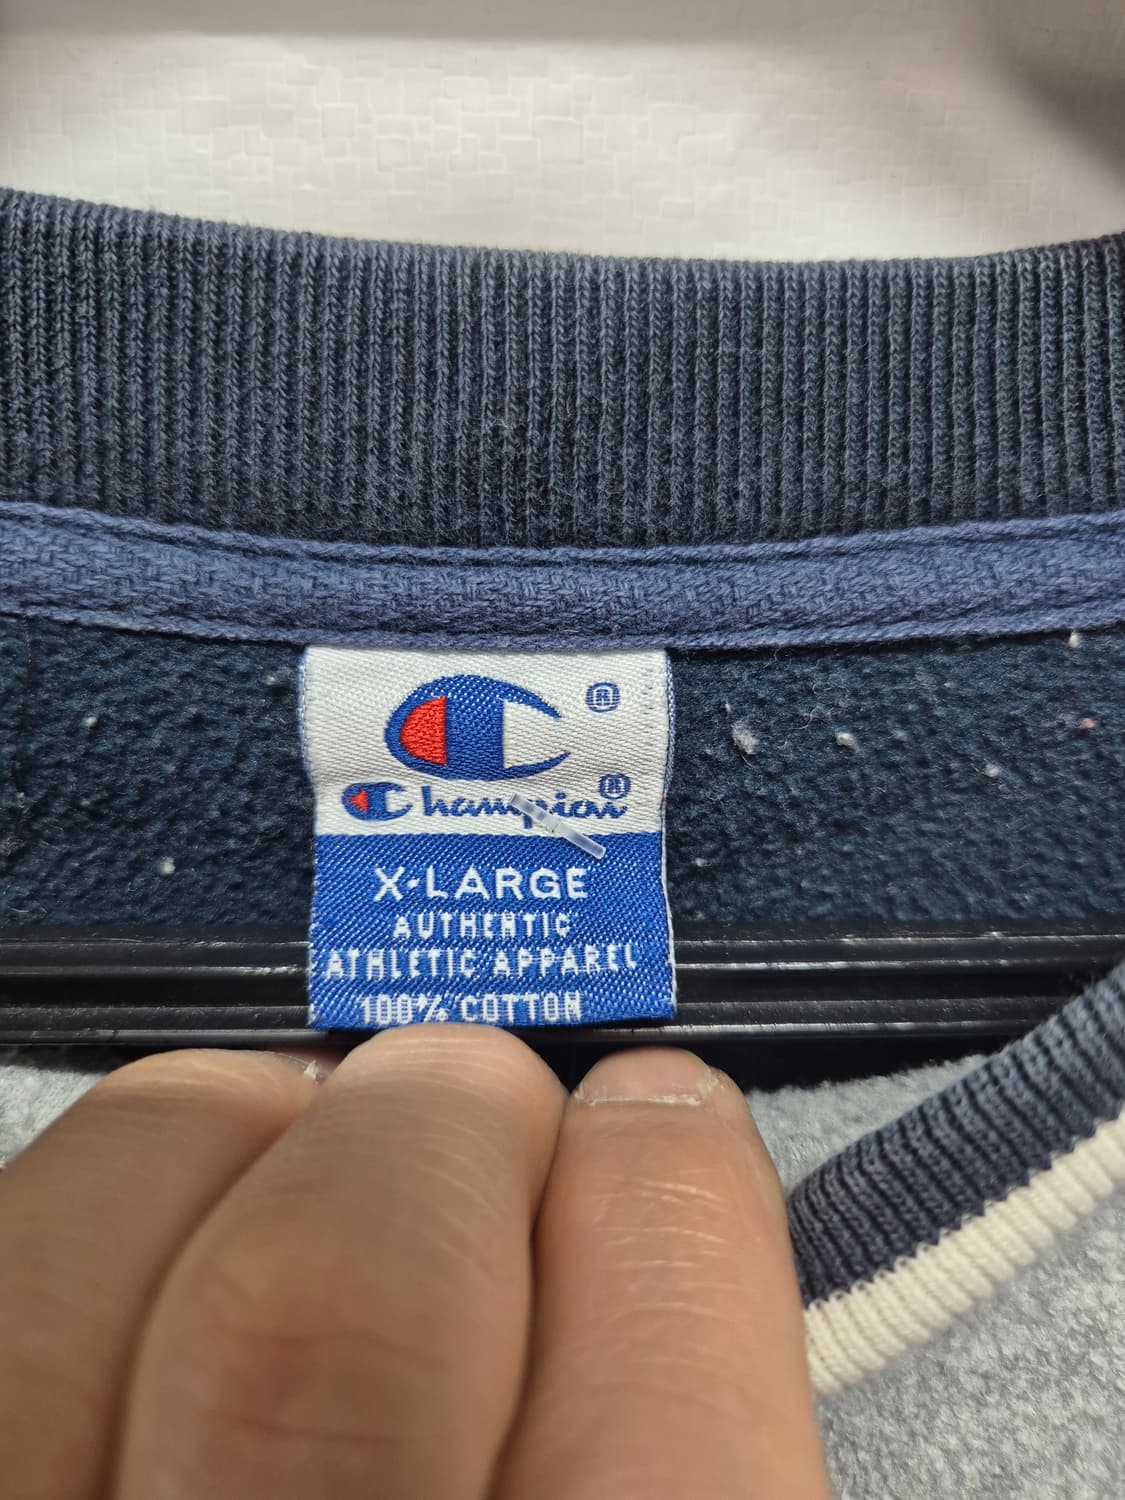 ®
Champion®
X-LARGE
AUTHENTIC
ATHLETIC APPAREL
100% COTTON